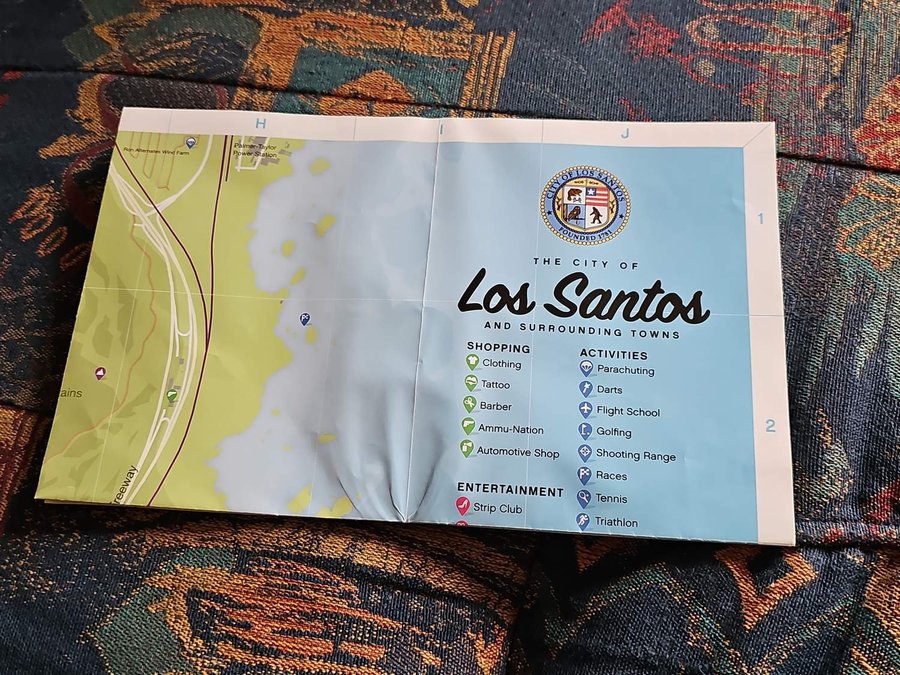 H
I
J
Ron Alternates Wind Farm
Palmer-Taylor
Power Station
1
CITY OF LOS SANTOS
FOUNDED 1781
THE CITY OF
Los Santos
AND SURROUNDING TOWNS
SHOPPING
Clothing
Tattoo
Barber
Ammu-Nation
Automotive Shop
ENTERTAINMENT
Strip Club
ACTIVITIES
Parachuting
Darts
Flight School
Golfing
Shooting Range
Races
Tennis
Triathlon
2
ains
reeway